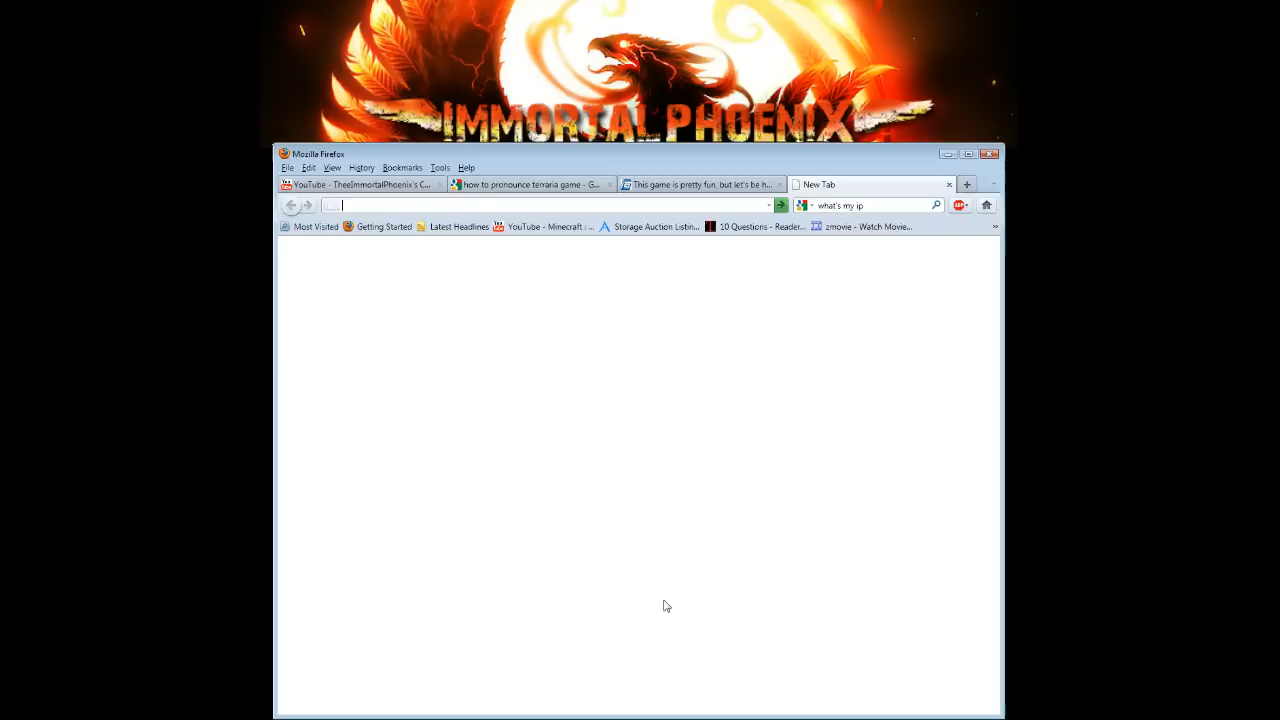 IMMORTAL PHOENIX
Mozilla Firefox
File Edit View History Bookmarks Tools Help
YouTube - TheeImmortalPhoenix's C... how to pronounce terraria game - G... This game is pretty fun, but let's be h... New Tab
what's my ip
Most Visited Getting Started Latest Headlines YouTube - Minecraft : ... Storage Auction Listin... 10 Questions - Reader... zmovie - Watch Movie...